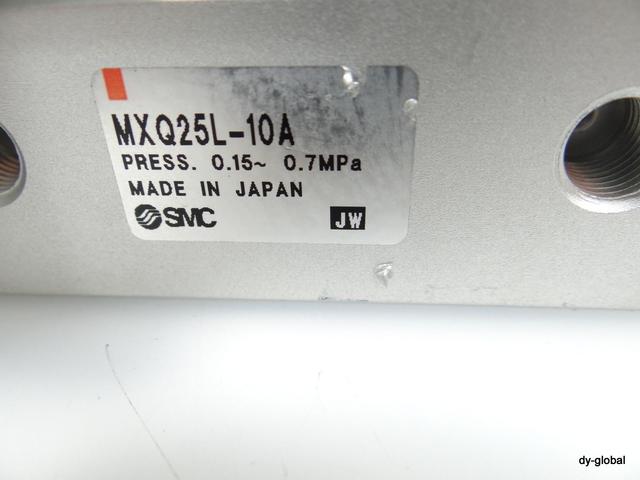 MXQ25L-10A
PRESS. 0.15~ 0.7MPa
MADE IN JAPAN
SMC JW
dy-global